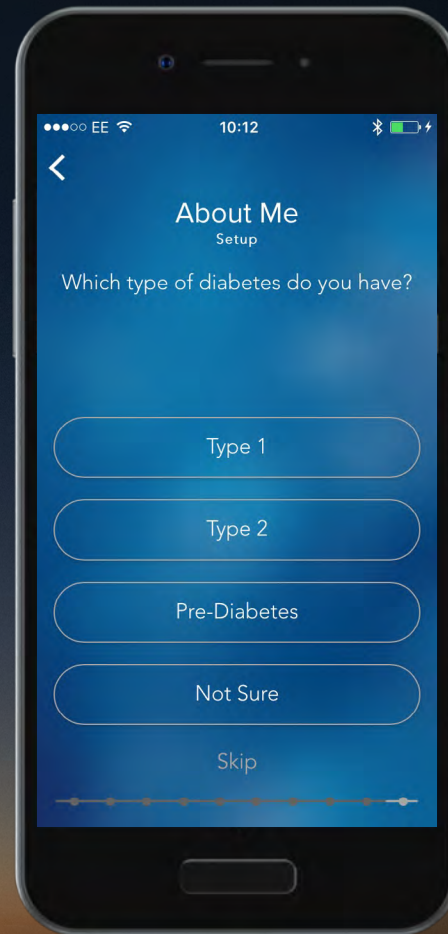 EE 10:12
About Me
Setup
Which type of diabetes do you have?
Type 1
Type 2
Pre-Diabetes
Not Sure
Skip